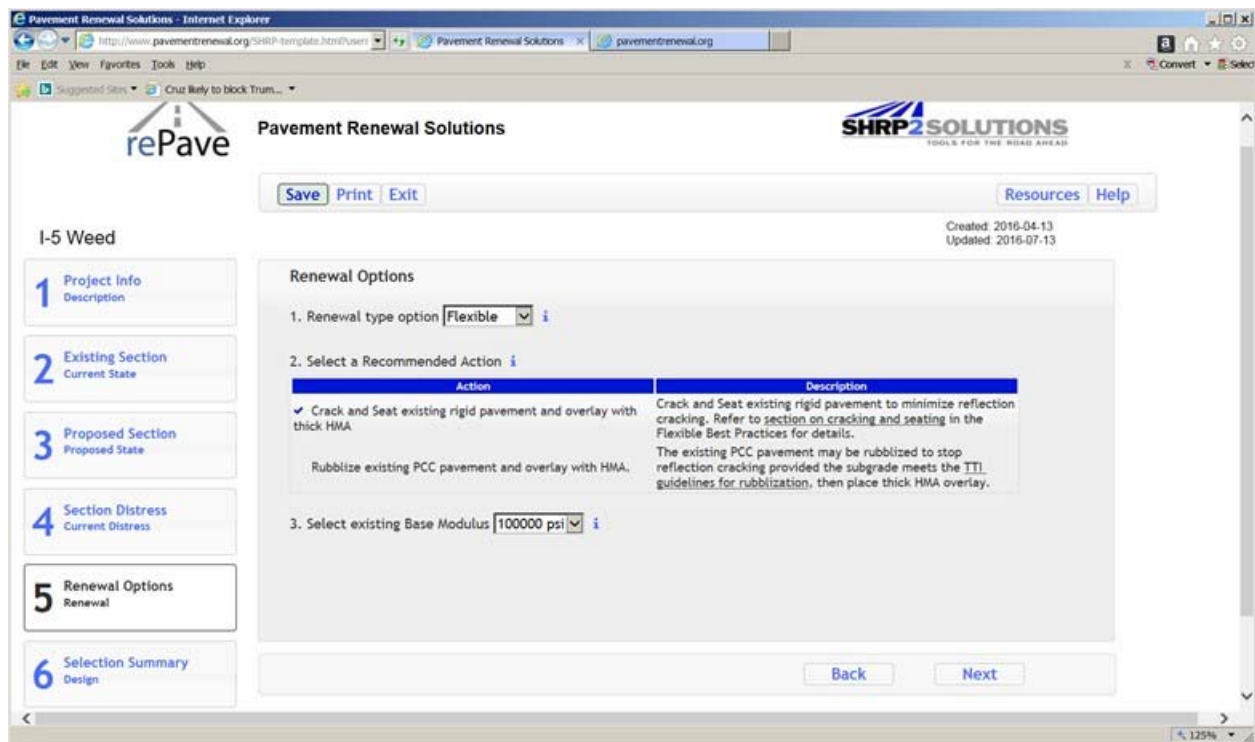 Pavement Renewal Solutions - Internet Explorer
http://www.pavementrenewal.org/SHRP-template.html?user
Pavement Renewal Solutions
pavementrenewal.org
File Edit View Favorites Tools Help
Convert
Select
Suggested Sites
Cruz likely to block Trum...
rePave
Pavement Renewal Solutions
SHRP2 SOLUTIONS
TOOLS FOR THE ROAD AHEAD
Save Print Exit
Resources Help
I-5 Weed
Created: 2016-04-13
Updated: 2016-07-13
1 Project Info
Description
2 Existing Section
Current State
3 Proposed Section
Proposed State
4 Section Distress
Current Distress
5 Renewal Options
Renewal
6 Selection Summary
Design
Renewal Options
1. Renewal type option Flexible i
2. Select a Recommended Action i
Action
Description
✔ Crack and Seat existing rigid pavement and overlay with
thick HMA
Crack and Seat existing rigid pavement to minimize reflection
cracking. Refer to section on cracking and seating in the
Flexible Best Practices for details.
Rubblize existing PCC pavement and overlay with HMA.
The existing PCC pavement may be rubblized to stop
reflection cracking provided the subgrade meets the TTI
guidelines for rubblization, then place thick HMA overlay.
3. Select existing Base Modulus 100000 psi i
Back
Next
125%